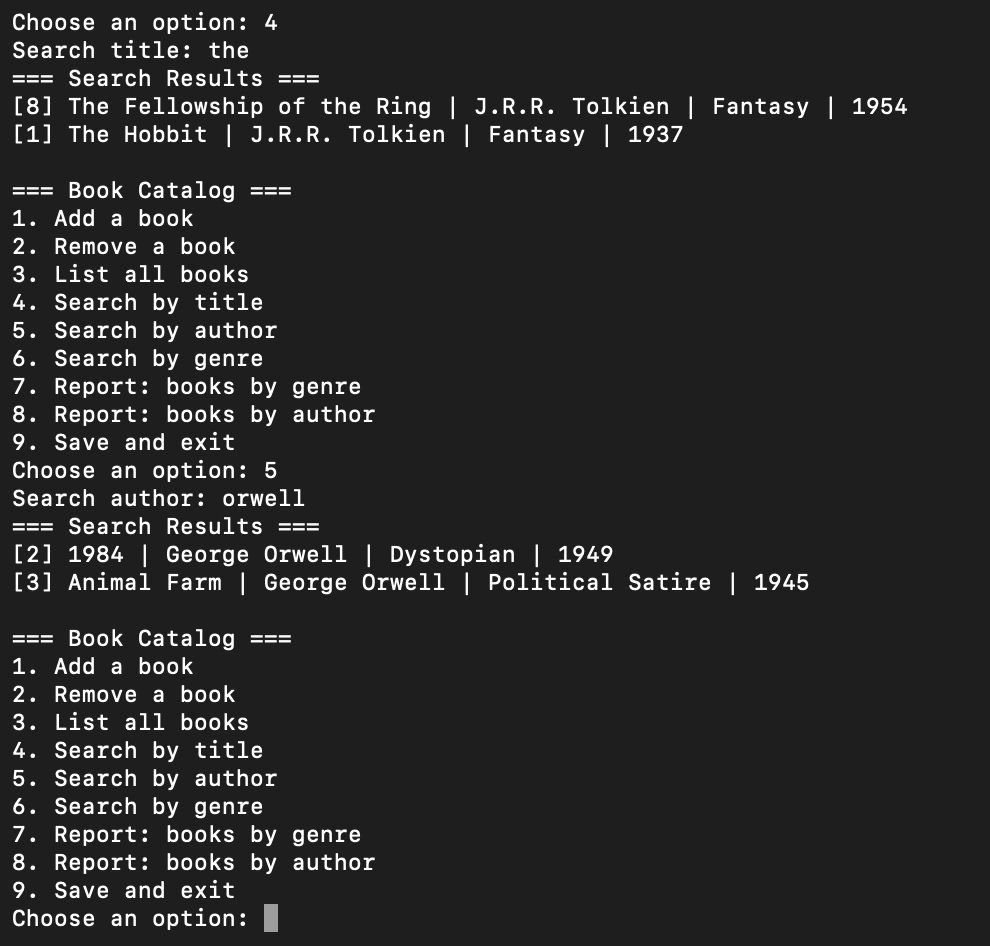 Choose an option: 4
Search title: the
=== Search Results ===
[8] The Fellowship of the Ring | J.R.R. Tolkien | Fantasy | 1954
[1] The Hobbit | J.R.R. Tolkien | Fantasy | 1937

=== Book Catalog ===
1. Add a book
2. Remove a book
3. List all books
4. Search by title
5. Search by author
6. Search by genre
7. Report: books by genre
8. Report: books by author
9. Save and exit
Choose an option: 5
Search author: orwell
=== Search Results ===
[2] 1984 | George Orwell | Dystopian | 1949
[3] Animal Farm | George Orwell | Political Satire | 1945

=== Book Catalog ===
1. Add a book
2. Remove a book
3. List all books
4. Search by title
5. Search by author
6. Search by genre
7. Report: books by genre
8. Report: books by author
9. Save and exit
Choose an option: